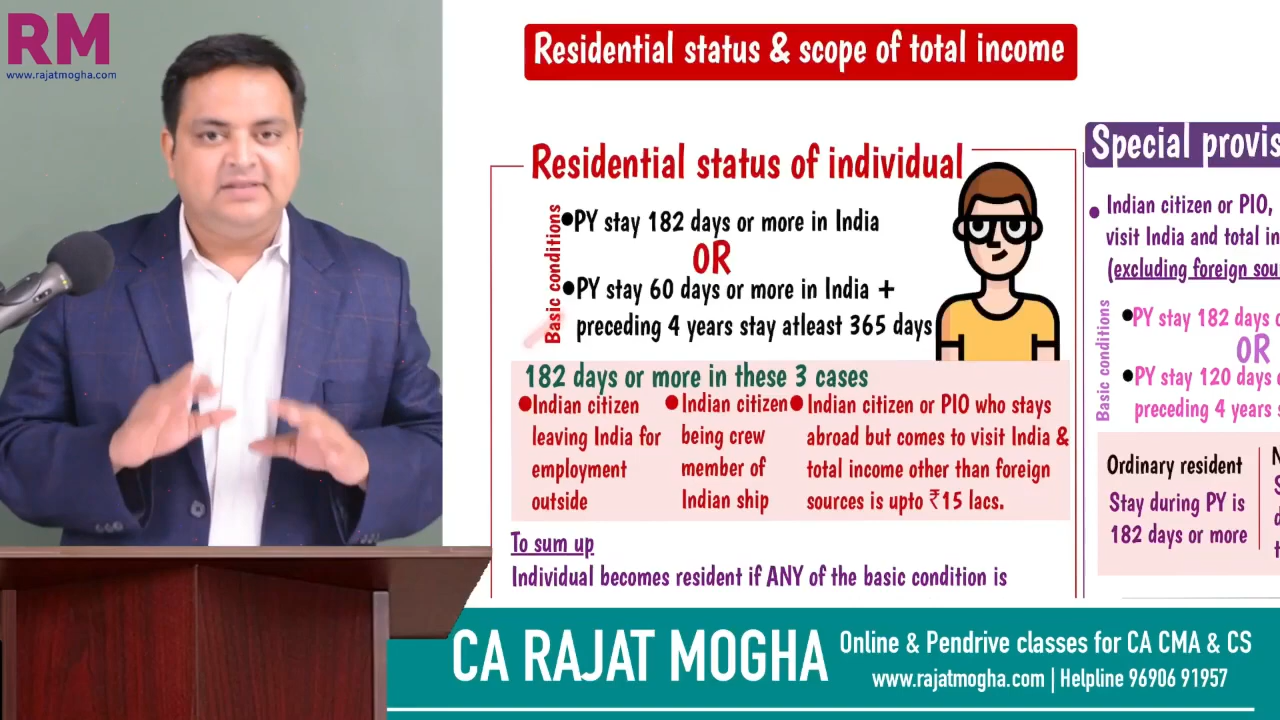 RM
www.rajatmogha.com
Residential status & scope of total income
Residential status of individual
Basic conditions
•PY stay 182 days or more in India
OR
•PY stay 60 days or more in India +
preceding 4 years stay atleast 365 days
182 days or more in these 3 cases
•Indian citizen
leaving India for
employment
outside
•Indian citizen
being crew
member of
Indian ship
•Indian citizen or PIO who stays
abroad but comes to visit India &
total income other than foreign
sources is upto ₹15 lacs.
To sum up
Individual becomes resident if ANY of the basic condition is
Special provis
• Indian citizen or PIO,
visit India and total in
(excluding foreign sou
Basic conditions
•PY stay 182 days
OR
•PY stay 120 days
preceding 4 years
Ordinary resident
Stay during PY is
182 days or more
CA RAJAT MOGHA
Online & Pendrive classes for CA CMA & CS
www.rajatmogha.com | Helpline 96906 91957